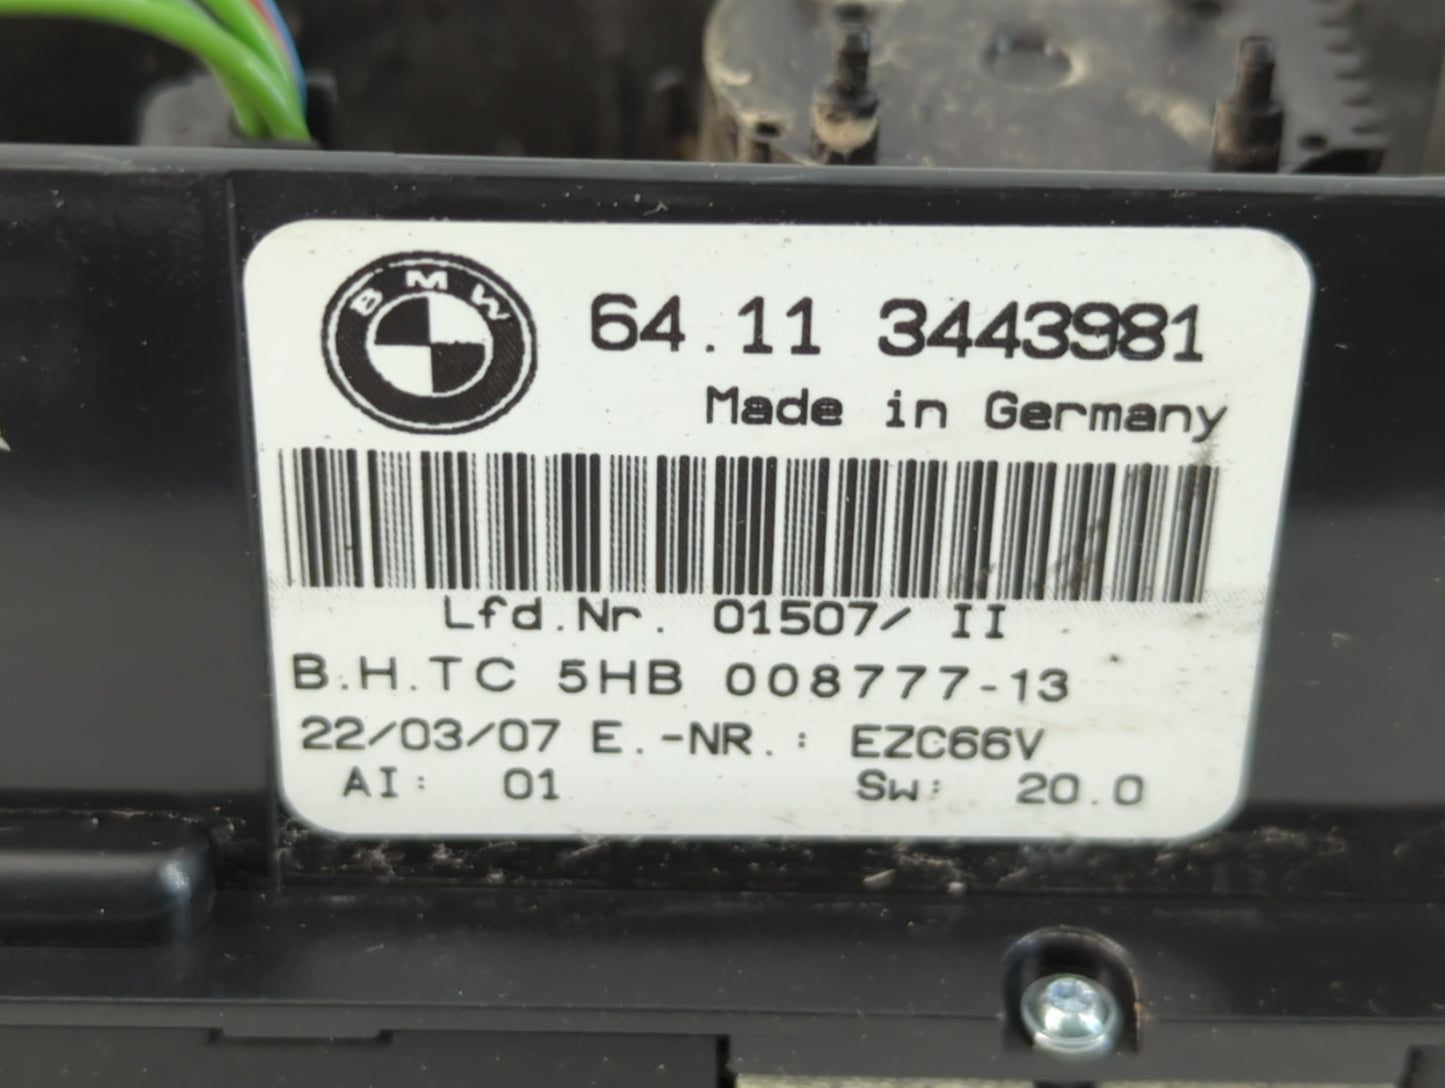 BMW
64.11 3443981
Made in Germany
Lfd.Nr. 01507/ II
B.H.TC 5HB 008777-13
22/03/07 E.-NR.: EZC66V
AI: 01 Sw: 20.0